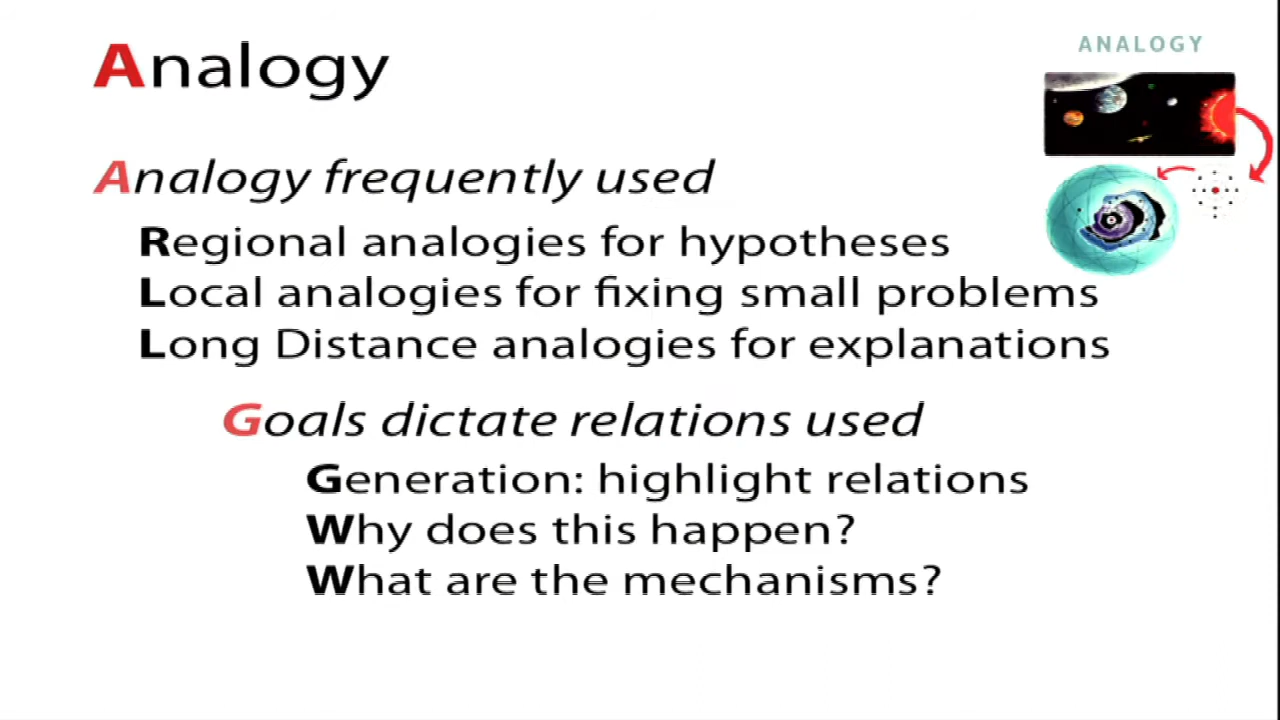 Analogy
ANALOGY
Analogy frequently used
Regional analogies for hypotheses
Local analogies for fixing small problems
Long Distance analogies for explanations
Goals dictate relations used
Generation: highlight relations
Why does this happen?
What are the mechanisms?